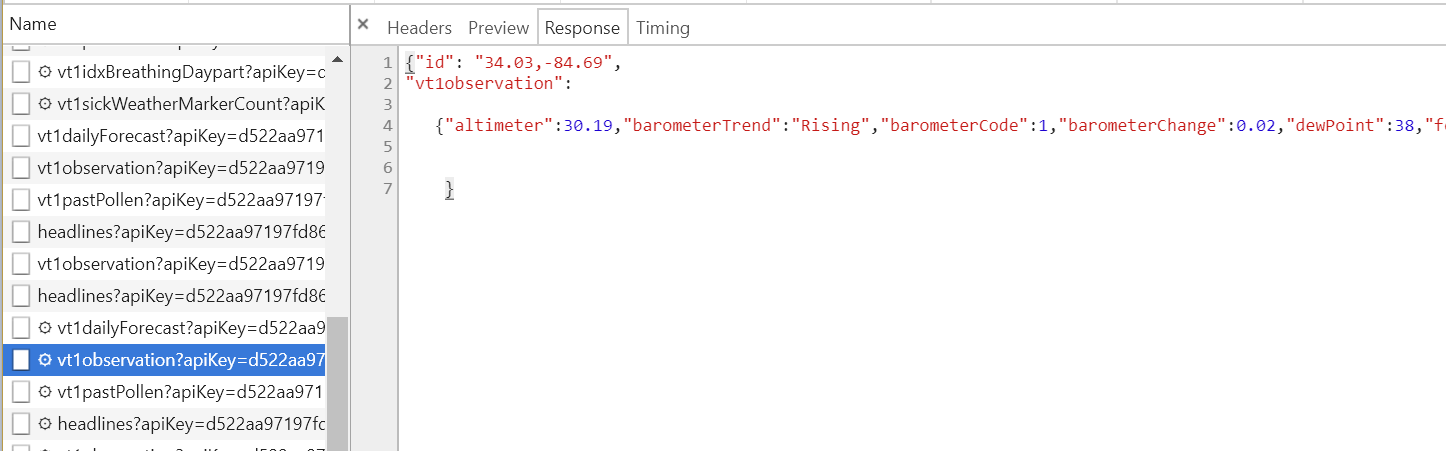 Name
× Headers Preview Response Timing
vt1idxBreathingDaypart?apiKey=d
vt1sickWeatherMarkerCount?apiK
vt1dailyForecast?apiKey=d522aa971
vt1observation?apiKey=d522aa9719
vt1pastPollen?apiKey=d522aa97197
headlines?apiKey=d522aa97197fd86
vt1observation?apiKey=d522aa9719
headlines?apiKey=d522aa97197fd86
vt1dailyForecast?apiKey=d522aa9
vt1observation?apiKey=d522aa97
vt1pastPollen?apiKey=d522aa971
headlines?apiKey=d522aa97197fc
1 {"id": "34.03,-84.69",
2 "vt1observation":
3
4 {"altimeter":30.19,"barometerTrend":"Rising","barometerCode":1,"barometerChange":0.02,"dewPoint":38,"fe
5
6
7 }